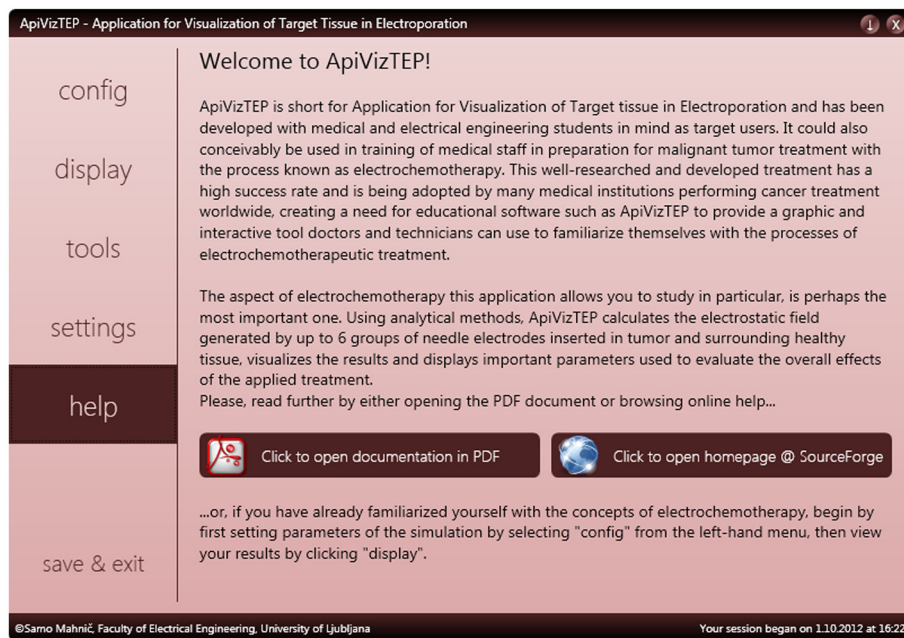 ApiVizTEP - Application for Visualization of Target Tissue in Electroporation
X
config
display
tools
settings
help
save & exit
Welcome to ApiVizTEP!
ApiVizTEP is short for Application for Visualization of Target tissue in Electroporation and has been
developed with medical and electrical engineering students in mind as target users. It could also
conceivably be used in training of medical staff in preparation for malignant tumor treatment with
the process known as electrochemotherapy. This well-researched and developed treatment has a
high success rate and is being adopted by many medical institutions performing cancer treatment
worldwide, creating a need for educational software such as ApiVizTEP to provide a graphic and
interactive tool doctors and technicians can use to familiarize themselves with the processes of
electrochemotherapeutic treatment.
The aspect of electrochemotherapy this application allows you to study in particular, is perhaps the
most important one. Using analytical methods, ApiVizTEP calculates the electrostatic field
generated by up to 6 groups of needle electrodes inserted in tumor and surrounding healthy
tissue, visualizes the results and displays important parameters used to evaluate the overall effects
of the applied treatment.
Please, read further by either opening the PDF document or browsing online help...
Click to open documentation in PDF
Click to open homepage @ SourceForge
...or, if you have already familiarized yourself with the concepts of electrochemotherapy, begin by
first setting parameters of the simulation by selecting "config" from the left-hand menu, then view
your results by clicking "display".
©Samo Mahnič, Faculty of Electrical Engineering, University of Ljubljana
Your session began on 1.10.2012 at 16:22